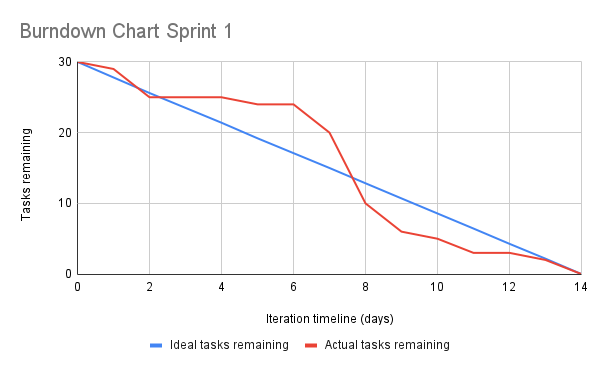 Burndown Chart Sprint 1
Tasks remaining
30
20
10
0
0 2 4 6 8 10 12 14
Iteration timeline (days)
Ideal tasks remaining Actual tasks remaining